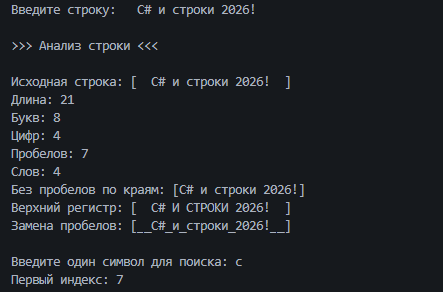 Введите строку:   C# и строки 2026!
>>> Анализ строки <<<
Исходная строка: [  C# и строки 2026!  ]
Длина: 21
Букв: 8
Цифр: 4
Пробелов: 7
Слов: 4
Без пробелов по краям: [C# и строки 2026!]
Верхний регистр: [  C# И СТРОКИ 2026!  ]
Замена пробелов: [__C#_и_строки_2026!__]
Введите один символ для поиска: с
Первый индекс: 7